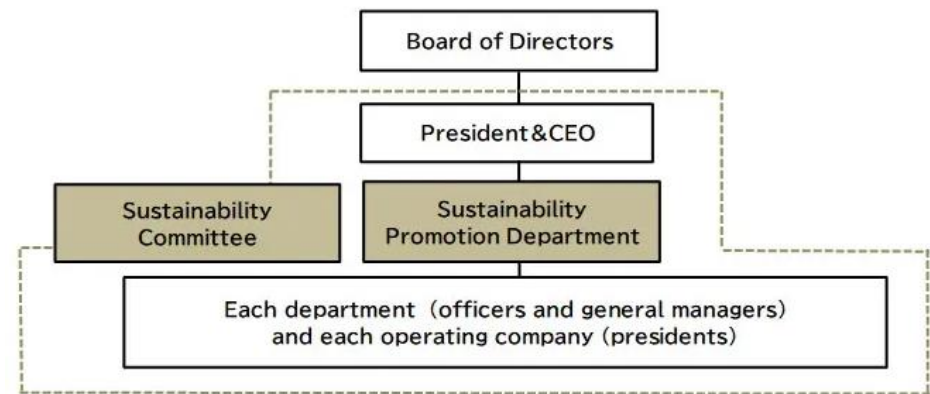 Board of Directors
President&CEO
Sustainability
Committee
Sustainability
Promotion Department
Each department (officers and general managers)
and each operating company (presidents)